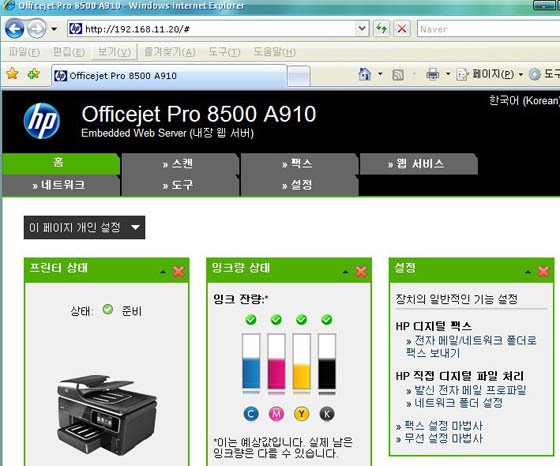 Officejet Pro 8500 A910 - Windows Internet Explorer
http://192.168.11.20/#
Naver
파일(F) 편집(E) 보기(V) 즐겨찾기(A) 도구(T) 도움말(H)
Officejet Pro 8500 A910
페이지(P)
한국어 (Korean)
hp
Officejet Pro 8500 A910
Embedded Web Server (내장 웹 서버)
홈 » 스캔 » 팩스 » 웹 서비스
» 네트워크 » 도구 » 설정
이 페이지 개인 설정
프린터 상태
상태: 준비
잉크량 상태
잉크 잔량:*
C M Y K
*이는 예상값입니다. 실제 남은
잉크량은 다를 수 있습니다.
설정
장치의 일반적인 기능 설정
HP 디지털 팩스
» 전자 메일/네트워크 폴더로
팩스 보내기
HP 직접 디지털 파일 처리
» 발신 전자 메일 프로파일
» 네트워크 폴더 설정
» 팩스 설정 마법사
» 무선 설정 마법사